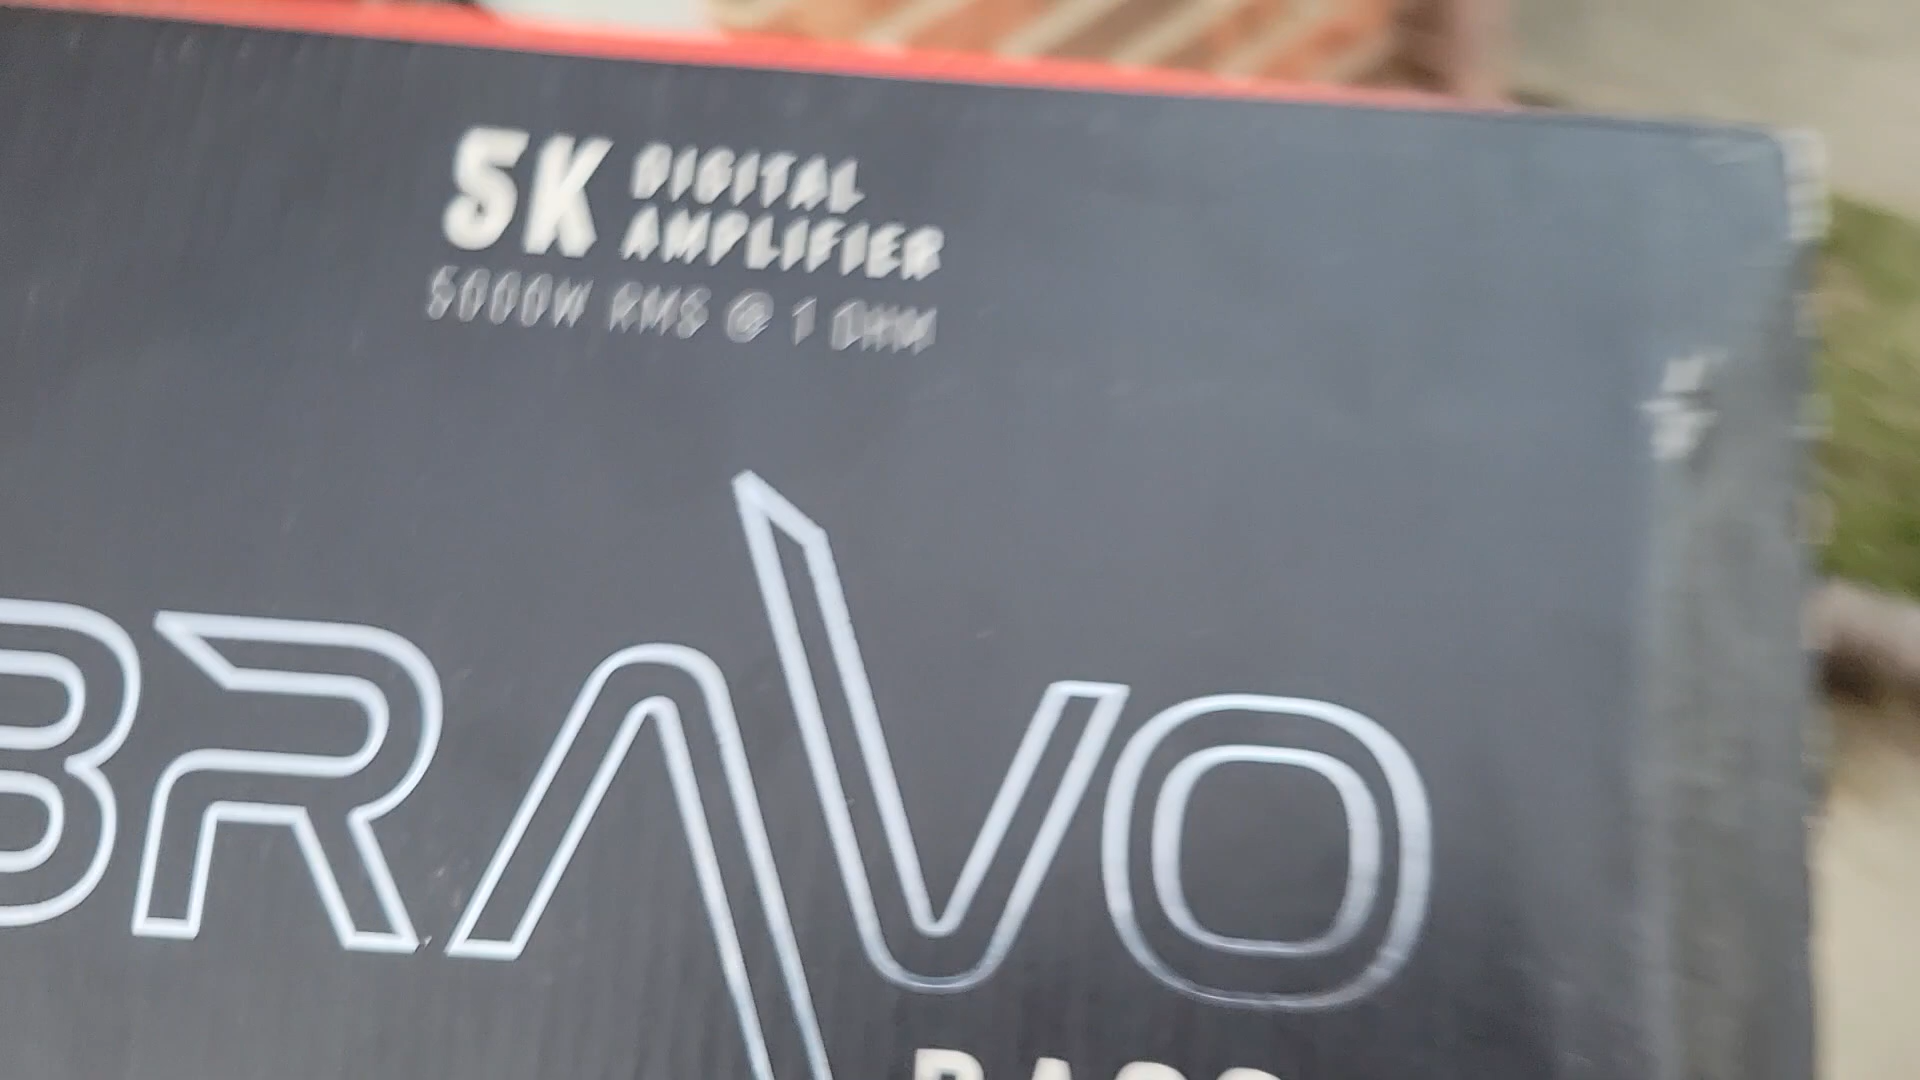 5K DIGITAL
AMPLIFIER
5000W RMS @ 1 OHM
BRAVO
BASS